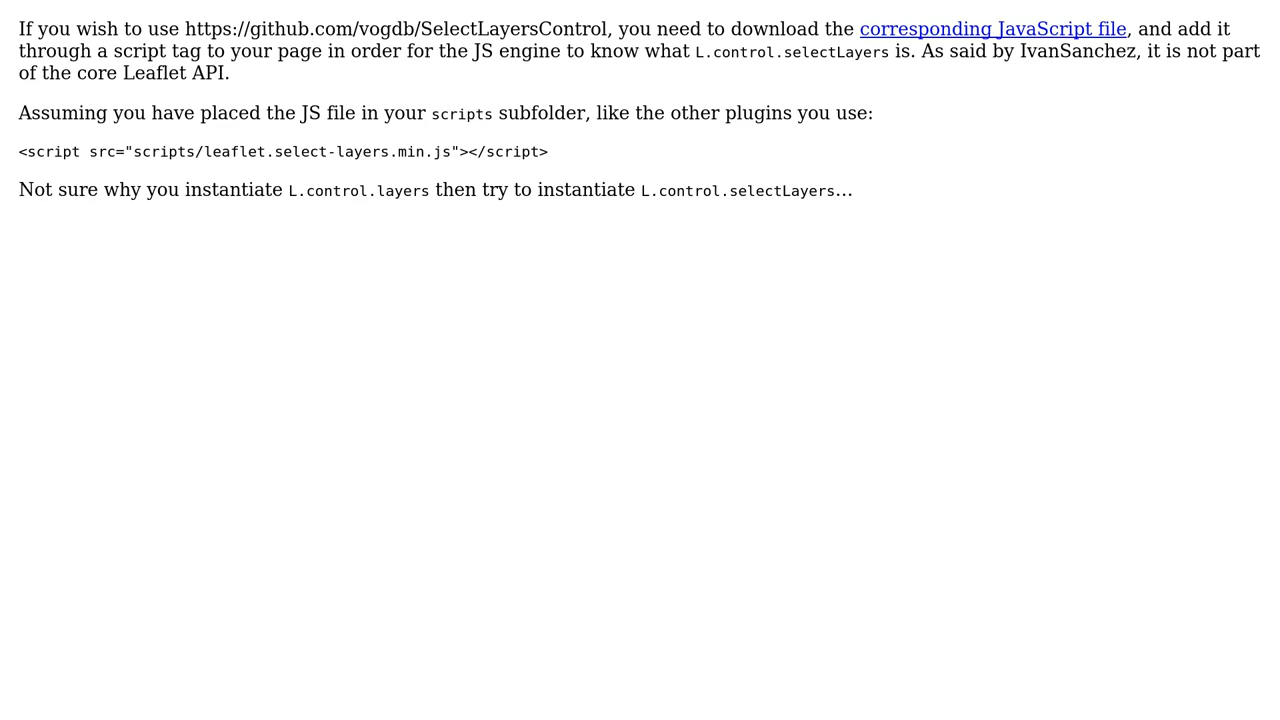 If you wish to use https://github.com/vogdb/SelectLayersControl, you need to download the corresponding JavaScript file, and add it
through a script tag to your page in order for the JS engine to know what L.control.selectLayers is. As said by IvanSanchez, it is not part
of the core Leaflet API.
Assuming you have placed the JS file in your scripts subfolder, like the other plugins you use:
<script src="scripts/leaflet.select-layers.min.js"></script>
Not sure why you instantiate L.control.layers then try to instantiate L.control.selectLayers…